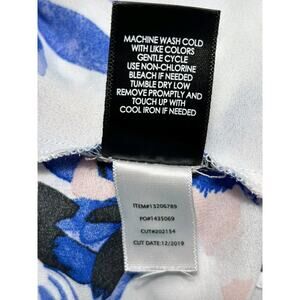 MACHINE WASH COLD
WITH LIKE COLORS
GENTLE CYCLE
USE NON-CHLORINE
BLEACH IF NEEDED
TUMBLE DRY LOW
REMOVE PROMPTLY AND
TOUCH UP WITH
COOL IRON IF NEEDED
ITEM#13206789
PO#1435069
CUT#202154
CUT DATE:12/2019